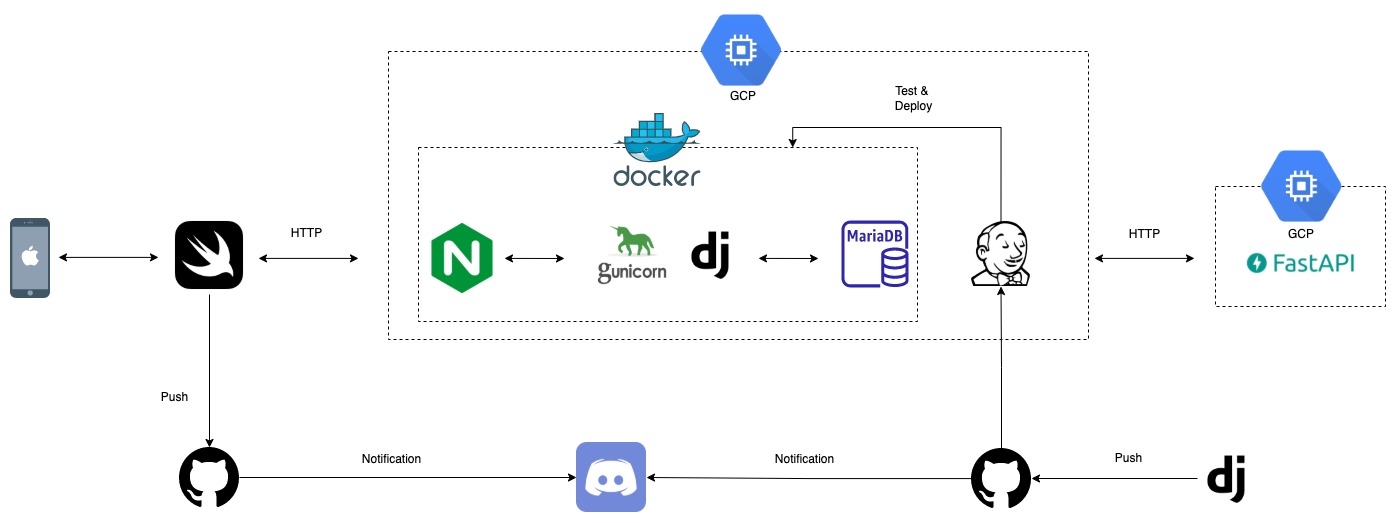 GCP
Test &
Deploy
docker
GCP
HTTP
MariaDB
HTTP
gunicorn
dj
FastAPI
Push
Notification
Notification
Push
dj